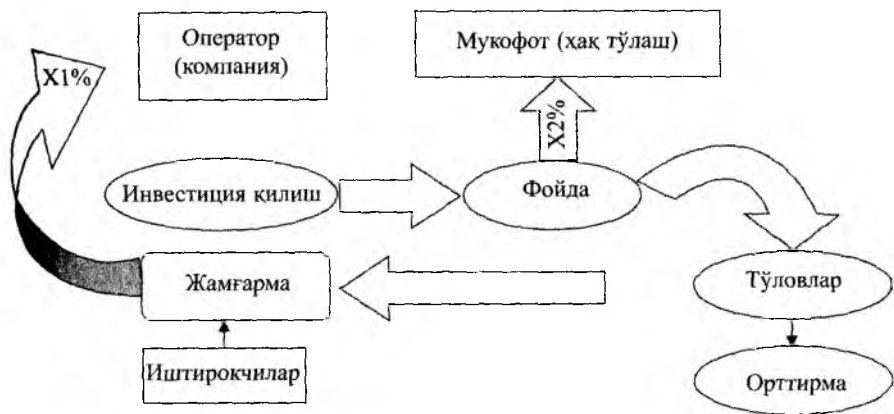 Оператор
(компания)
Мукофот (ҳақ тўлаш)
X1%
X2%
Инвестиция қилиш
Фойда
Жамғарма
Тўловлар
Иштирокчилар
Орттирма